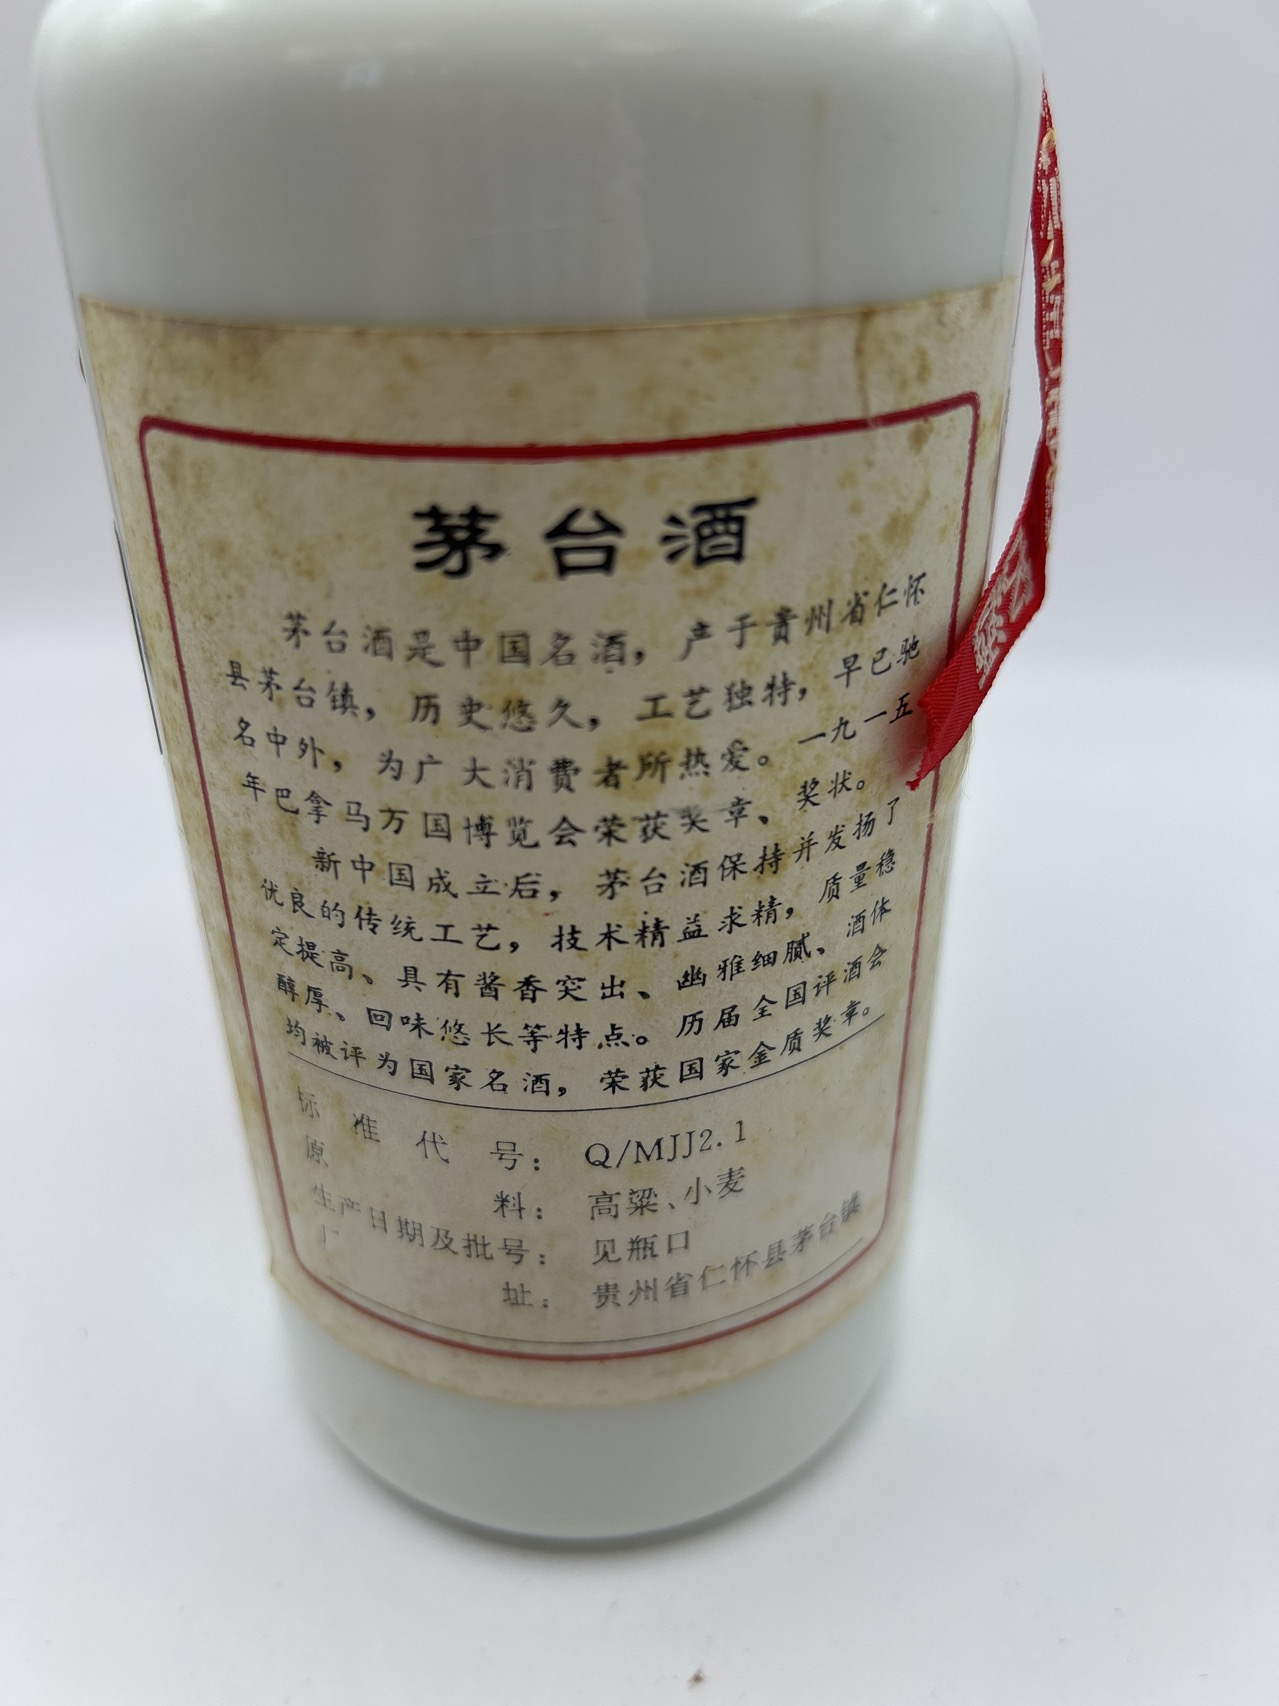 茅台酒
茅台酒是中国名酒，产于贵州省仁怀
县茅台镇，历史悠久，工艺独特，早已驰
名中外，为广大消费者所热爱。一九一五
年巴拿马万国博览会荣获奖章、奖状。
新中国成立后，茅台酒保持并发扬了
优良的传统工艺，技术精益求精，质量稳
定提高、具有酱香突出、幽雅细腻、酒体
醇厚、回味悠长等特点。历届全国评酒会
均被评为国家名酒，荣获国家金质奖章。
标准代号：Q/MJJ2.1
原料：高粱、小麦
生产日期及批号：见瓶口
厂址：贵州省仁怀县茅台镇